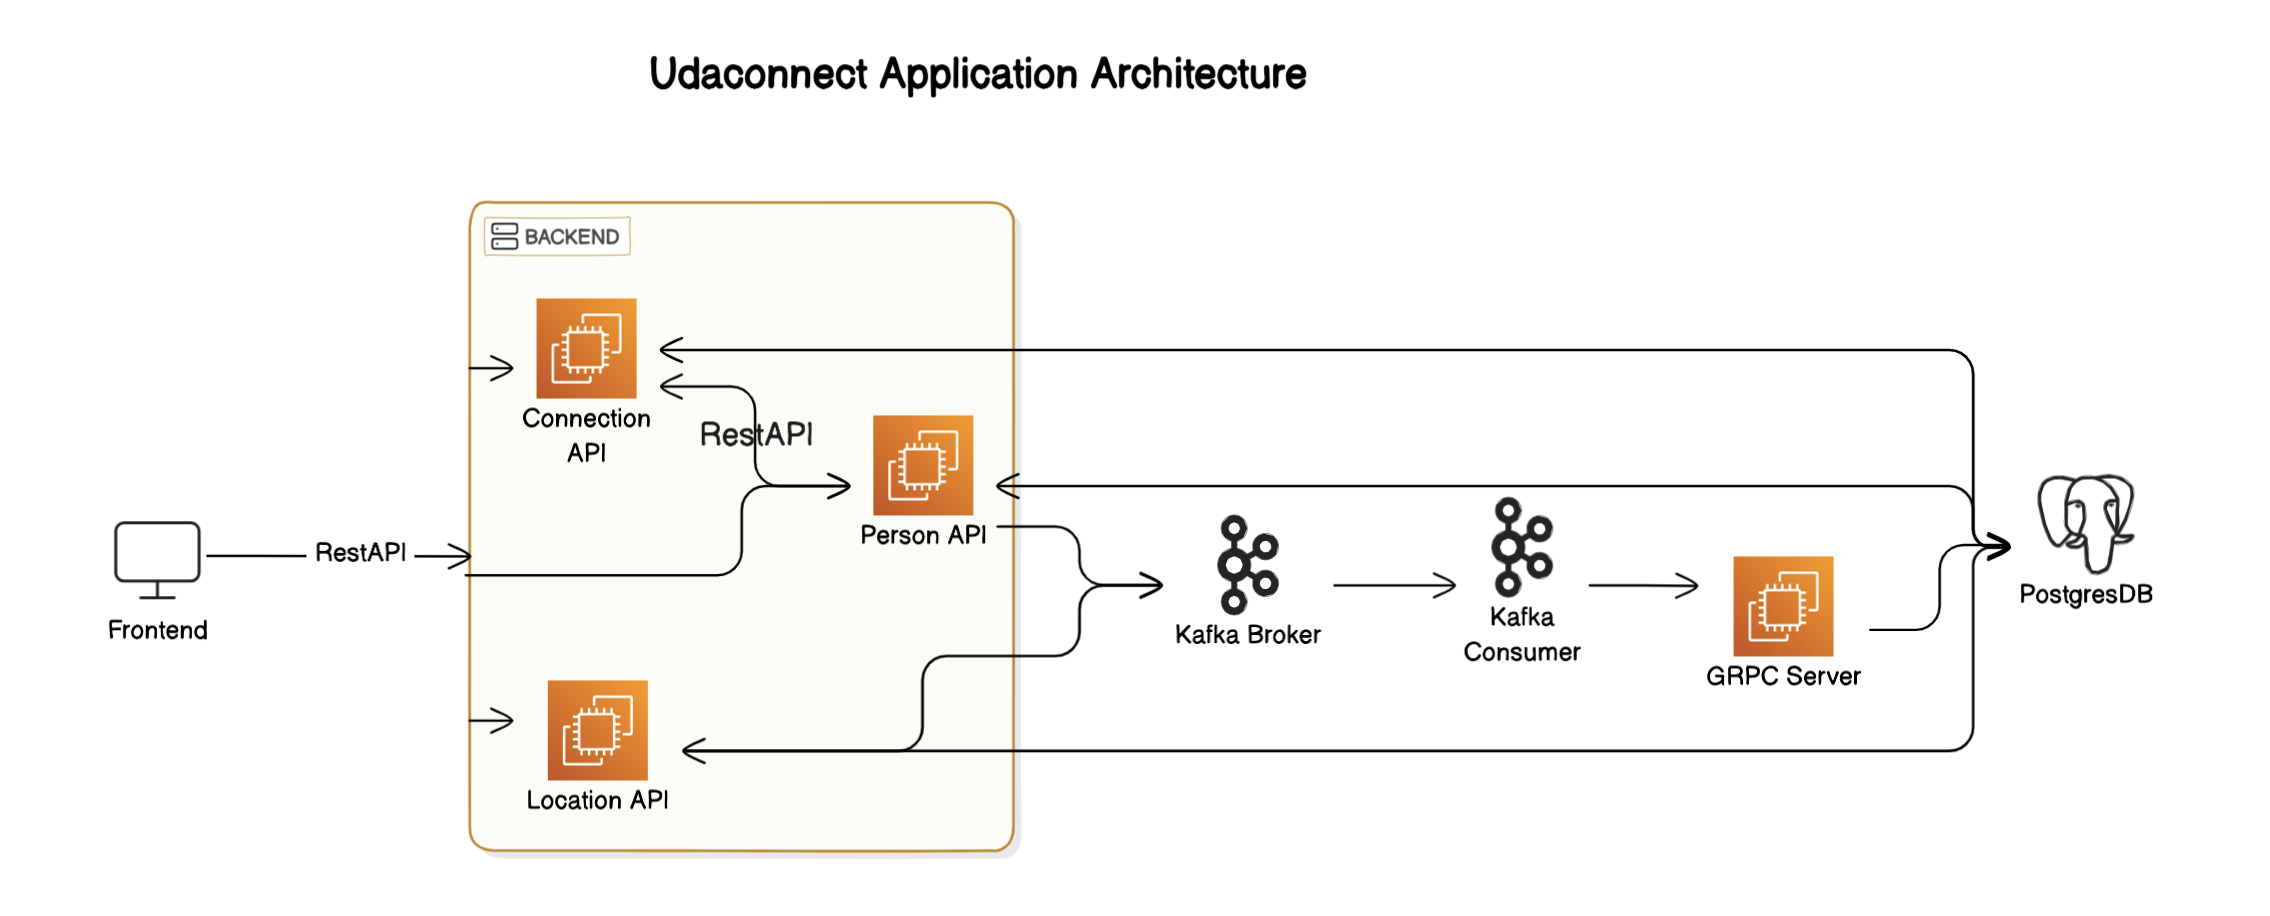 Udaconnect Application Architecture
BACKEND
Connection
API
RestAPI
Person API
Frontend
RestAPI
Location API
Kafka Broker
Kafka
Consumer
GRPC Server
PostgresDB